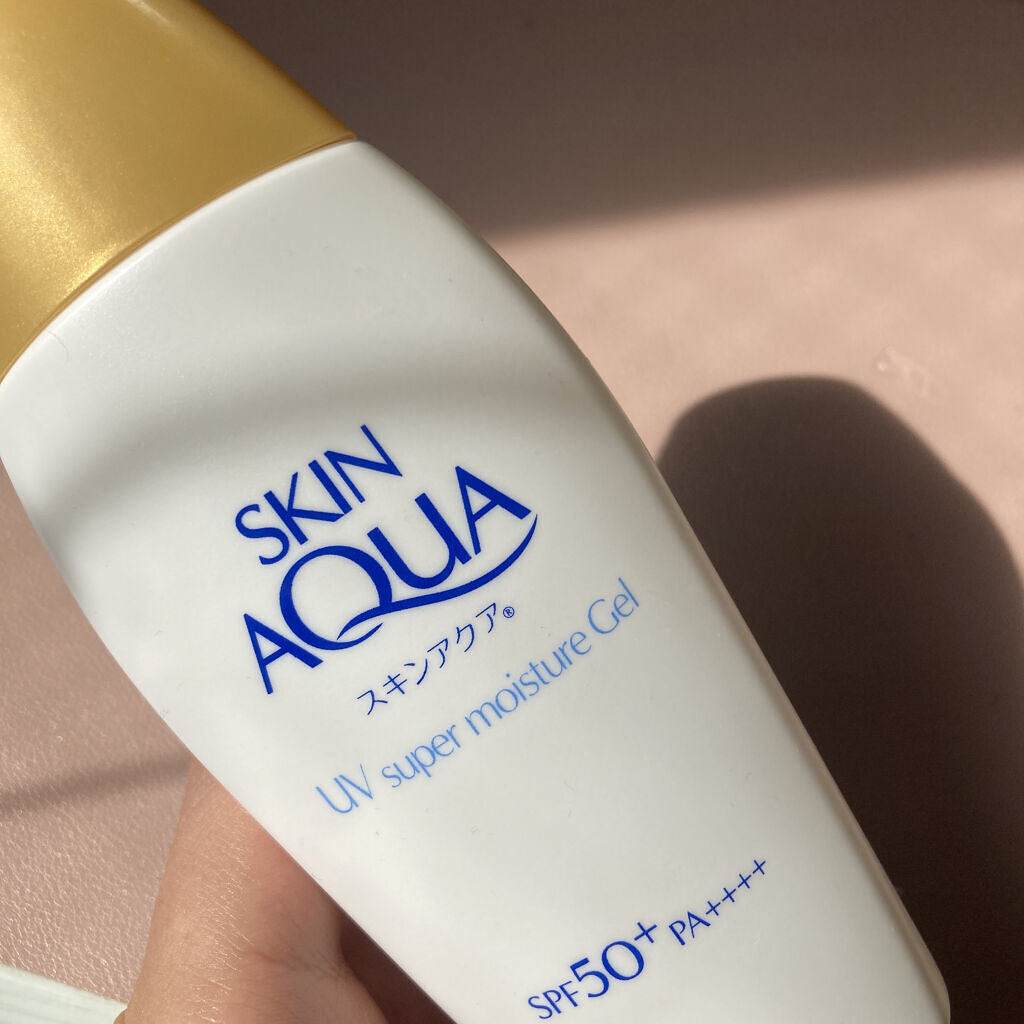 SKIN
AQUA
スキンアクア®
UV super moisture Gel
SPF50+ PA++++